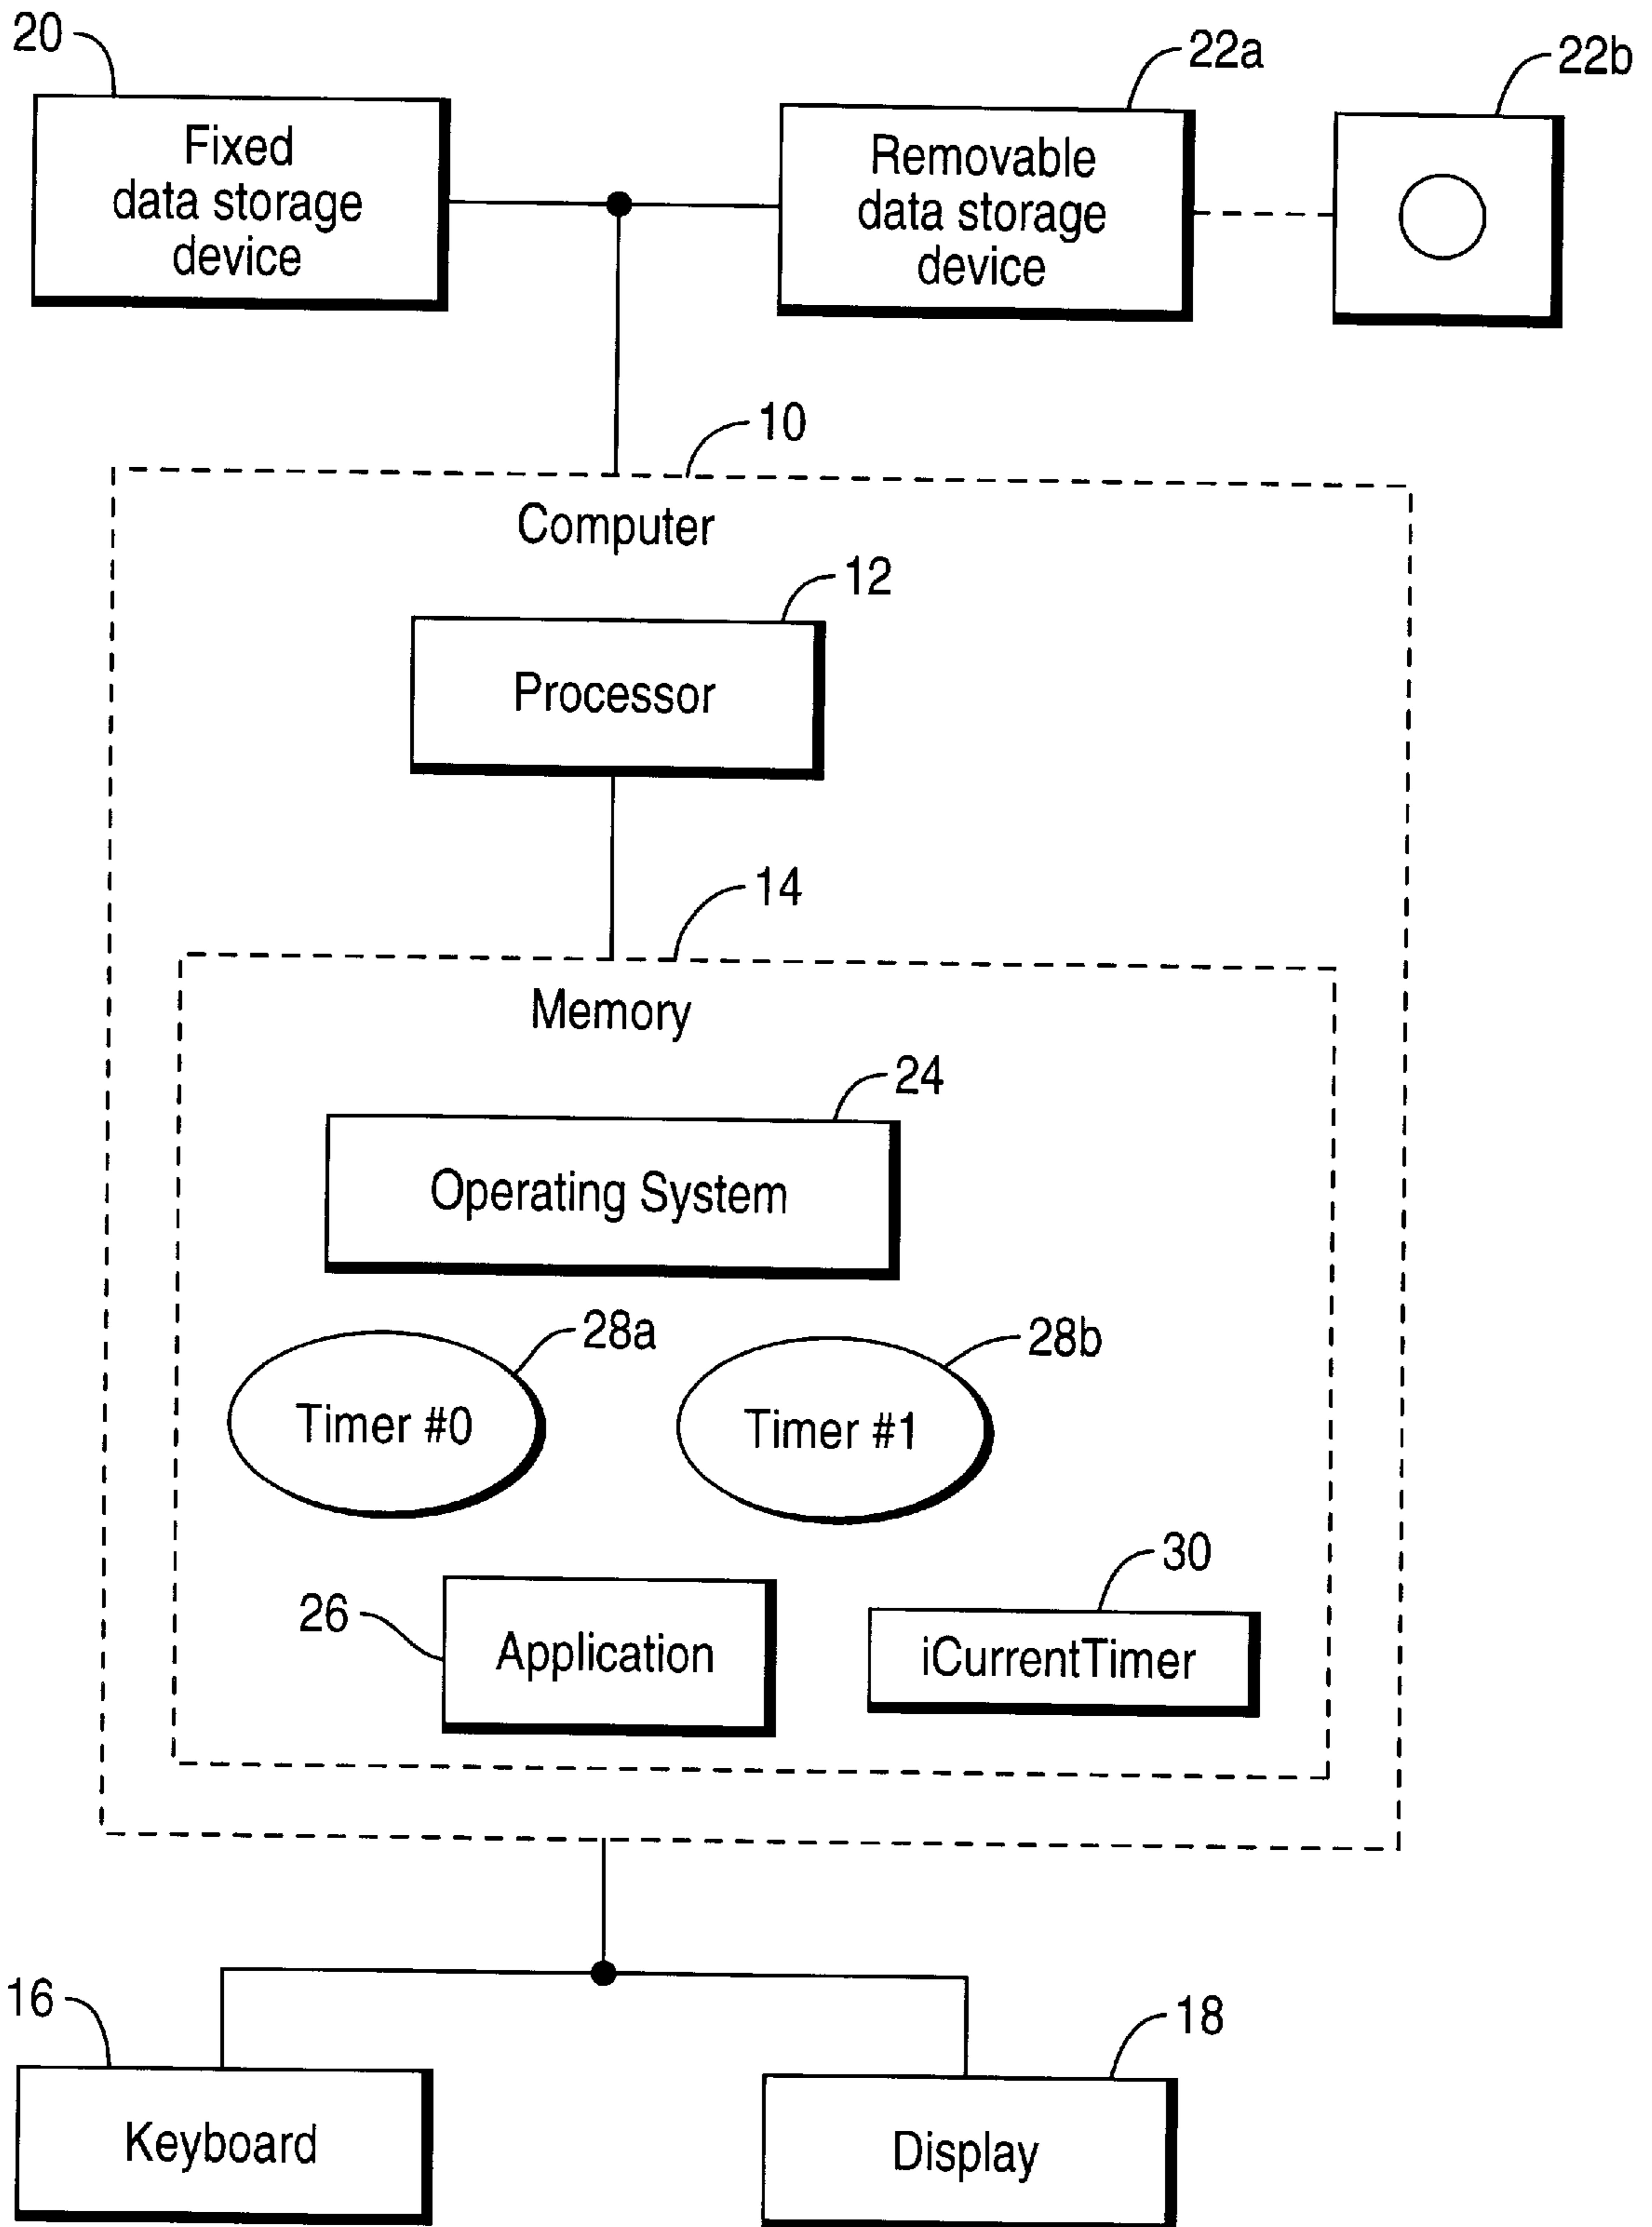 20
22a
22b
Fixed
data storage
device
Removable
data storage
device
10
Computer
12
Processor
14
Memory
24
Operating System
28a
28b
Timer #0
Timer #1
30
26
Application
iCurrentTimer
16
18
Keyboard
Display